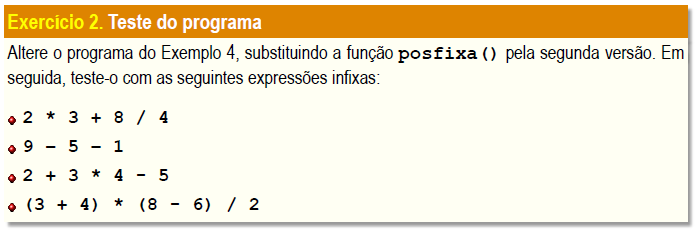 Exercício 2. Teste do programa
Altere o programa do Exemplo 4, substituindo a função posfixa() pela segunda versão. Em
seguida, teste-o com as seguintes expressões infixas:
2 * 3 + 8 / 4
9 – 5 – 1
2 + 3 * 4 - 5
(3 + 4) * (8 - 6) / 2